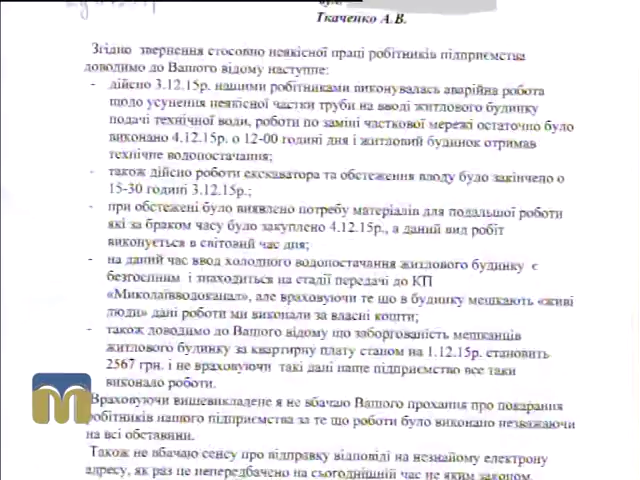 Ткаченко А.В.
Згідно звернення стосовно неякісної праці робітників підприємства
доводимо до Вашого відому наступне:
- дійсно 3.12.15р. нашими робітниками виконувалась аварійна робота
щодо усунення неякісної частки труби на вводі житлового будинку
подачі технічної води, роботи по заміні часткової мережі остаточно було
виконано 4.12.15р. о 12-00 годині дня і житловий будинок отримав
технічне водопостачання;
- також дійсно роботи екскаватора та обстеження вводу було закінчено о
15-30 годині 3.12.15р.;
- при обстежені було виявлено потребу матеріалів для подальшої роботи
які за браком часу було закуплено 4.12.15р., а даний вид робіт
виконується в світовий час дня;
- на даний час ввод холодного водопостачання житлового будинку є
безгоспним і знаходиться на стадії передачі до КП
«Миколаївводоканал», але враховуючи те що в будинку мешкають «живі
люди» дані роботи ми виконали за власні кошти;
- також доводимо до Вашого відому що заборгованість мешканців
житлового будинку за квартирну плату станом на 1.12.15р. становить
2567 грн. і не враховуючи такі дані наше підприємство все таки
виконало роботи.
Враховуючи вищевикладене я не вбачаю Вашого прохання про покарання
робітників нашого підприємства за те що роботи було виконано незважаючи
на всі обставини.
Також не вбачаю сенсу про відправку відповіді на незнайому електрону
адресу, як раз це непередбачено на сьогоднішній час не яким законом.